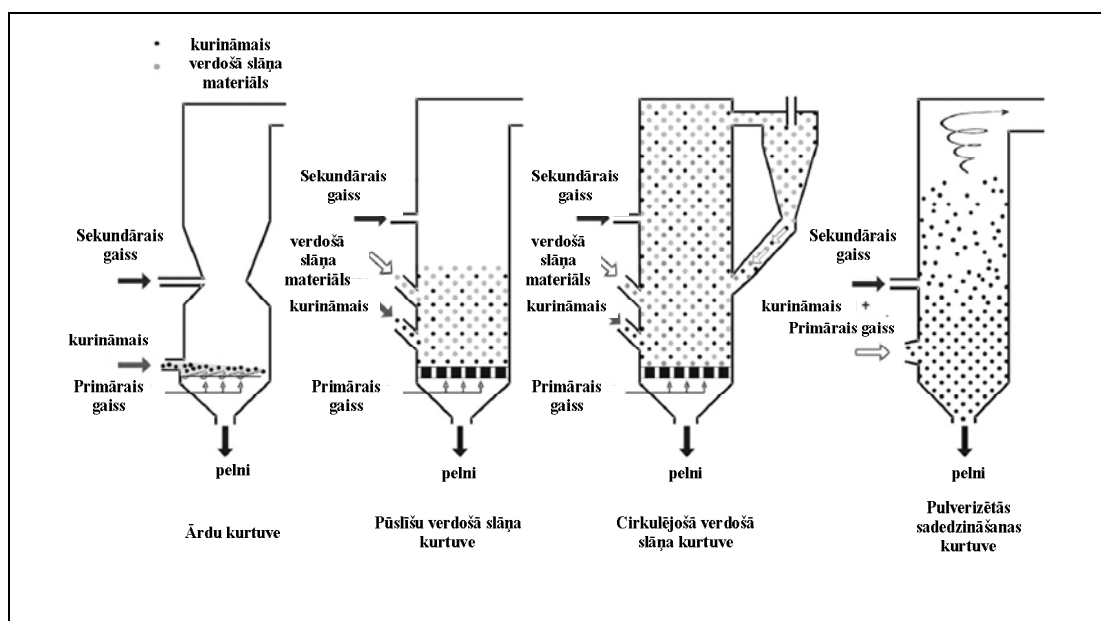 kurināmais
verdošā slāņa
materiāls
Sekundārais
gaiss
kurināmais
Primārais
gaiss
pelni
Ārdu kurtuve
Sekundārais
gaiss
verdošā
slāņa
materiāls
kurināmais
Primārais
gaiss
pelni
Pūslīšu verdošā slāņa
kurtuve
Sekundārais
gaiss
verdošā
slāņa
materiāls
kurināmais
Primārais
gaiss
pelni
Cirkulējošā verdošā
slāņa kurtuve
Sekundārais
gaiss
kurināmais
+
Primārais gaiss
pelni
Pulverizētās
sadedzināšanas
kurtuve